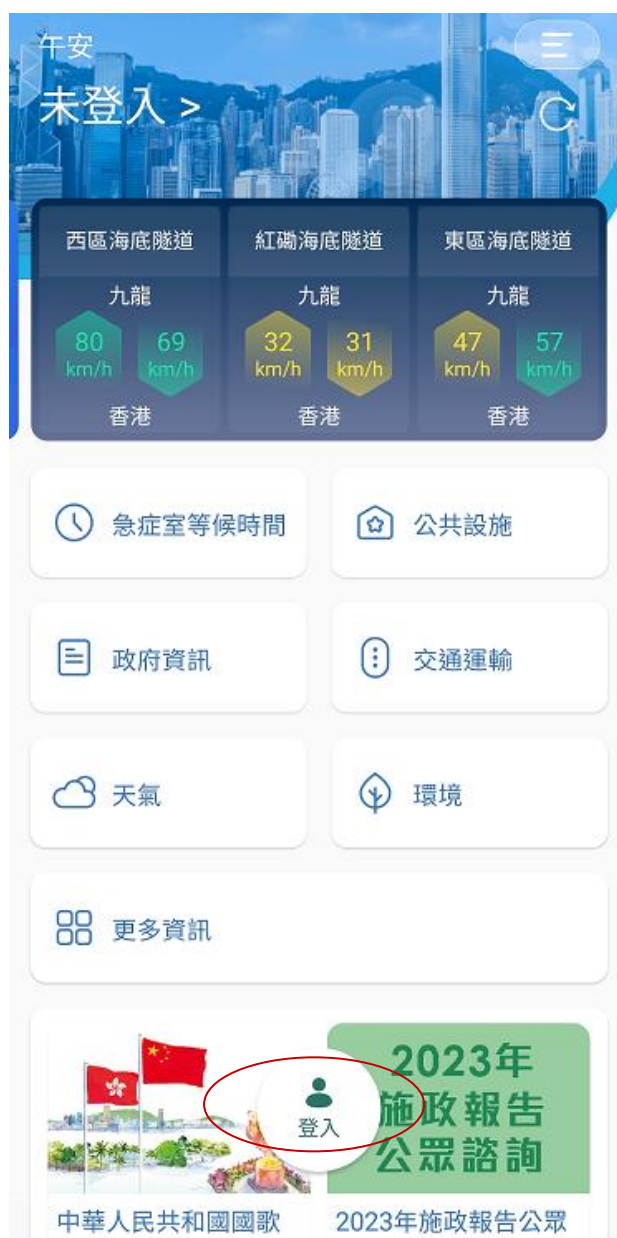 午安
未登入 >
西區海底隧道 紅磡海底隧道 東區海底隧道
九龍 九龍 九龍
80 69 32 31 47 57
km/h km/h km/h km/h km/h km/h
香港 香港 香港
急症室等候時間 公共設施
政府資訊 交通運輸
天氣 環境
更多資訊
2023年
施政報告
公眾諮詢
登入
中華人民共和國國歌 2023年施政報告公眾